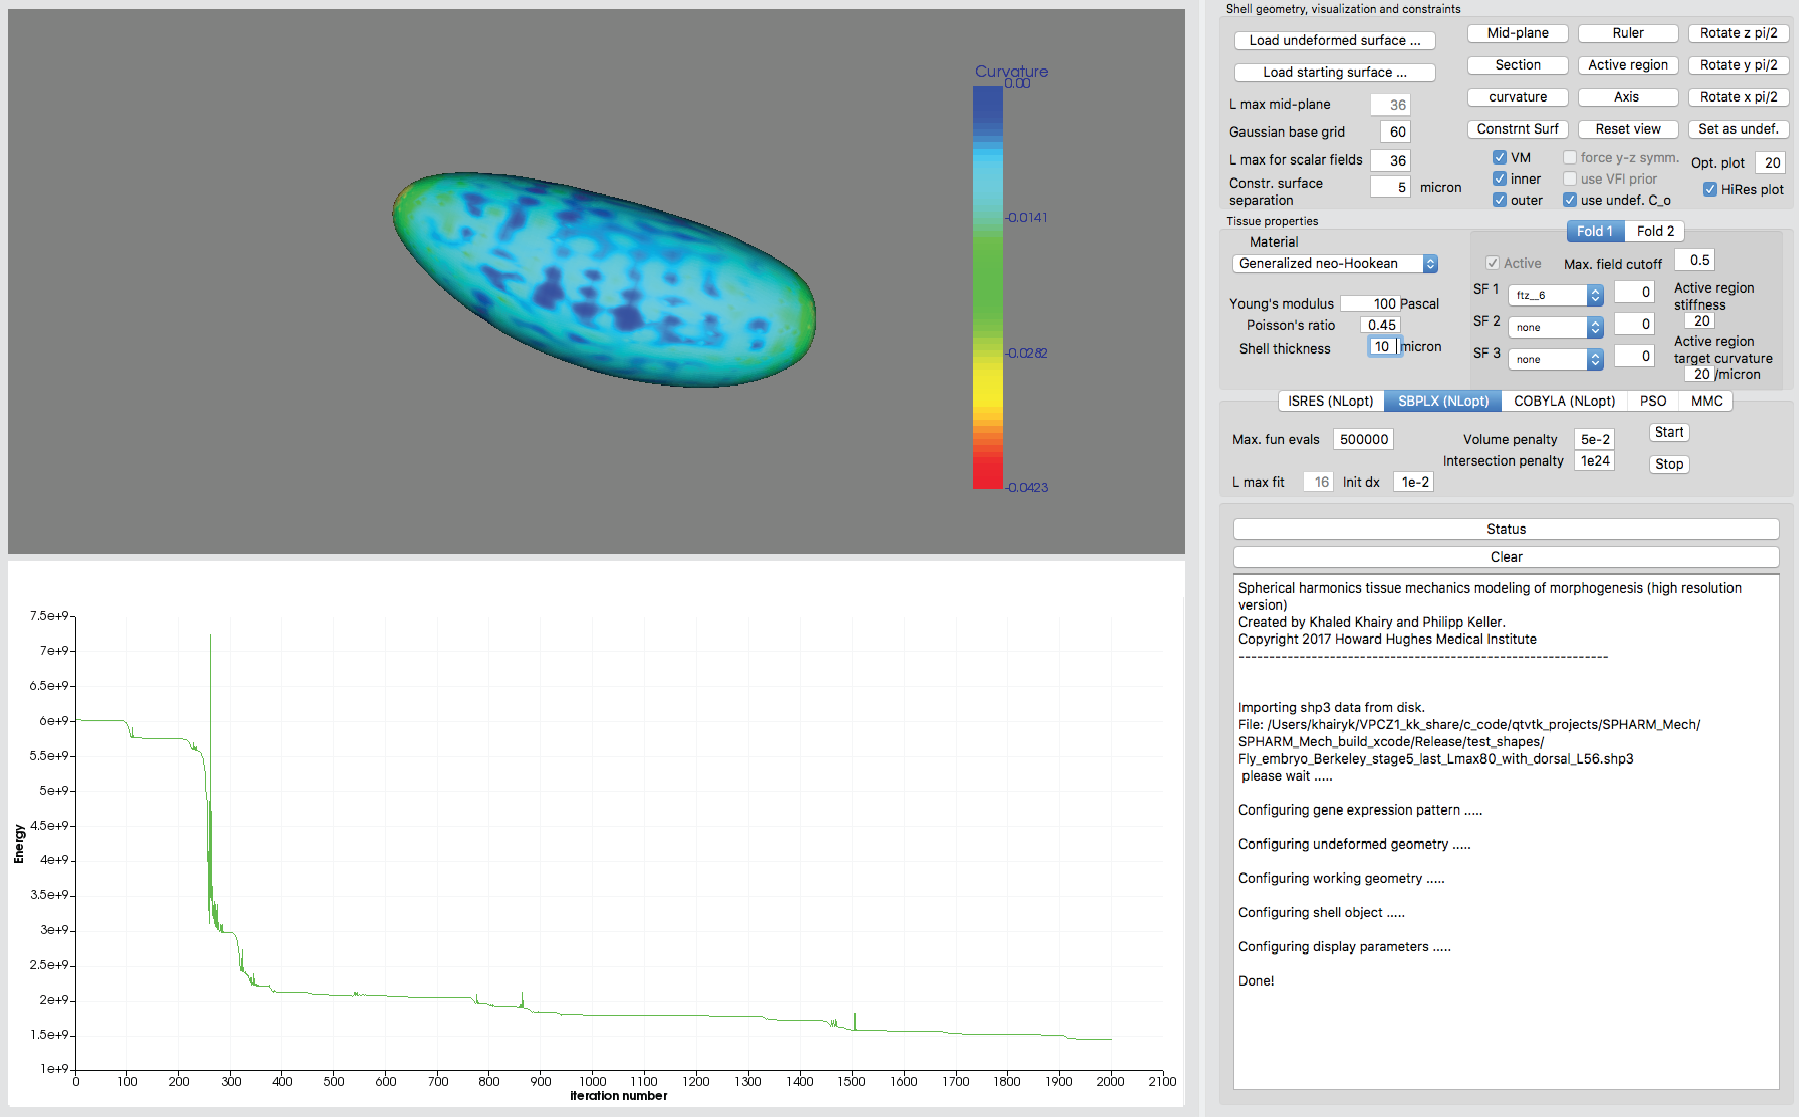 Curvature
0.00
-0.0141
-0.0282
-0.0423
7.5e+9
7e+9
6.5e+9
6e+9
5.5e+9
5e+9
4.5e+9
4e+9
3.5e+9
3e+9
2.5e+9
2e+9
1.5e+9
1e+9
Energy
0 100 200 300 400 500 600 700 800 900 1000 1100 1200 1300 1400 1500 1600 1700 1800 1900 2000 2100
iteration number
Shell geometry, visualization and constraints
Load undeformed surface ... Mid-plane Ruler Rotate z pi/2
Load starting surface ... Section Active region Rotate y pi/2
L max mid-plane 36 curvature Axis Rotate x pi/2
Gaussian base grid 60 Constrnt Surf Reset view Set as undef.
L max for scalar fields 36 VM force y-z symm. Opt. plot 20
Constr. surface separation 5 micron inner use VFI prior HiRes plot
outer use undef. C_o
Tissue properties
Fold 1 Fold 2
Material
Generalized neo-Hookean Active Max. field cutoff 0.5
Young's modulus 100 Pascal SF 1 ftz__6 0 Active region stiffness
Poisson's ratio 0.45 SF 2 none 0 20
Shell thickness 10 micron SF 3 none 0 Active region target curvature
20 /micron
ISRES (NLopt) SBPLX (NLopt) COBYLA (NLopt) PSO MMC
Max. fun evals 500000 Volume penalty 5e-2 Start
Intersection penalty 1e24 Stop
L max fit 16 Init dx 1e-2
Status
Clear
Spherical harmonics tissue mechanics modeling of morphogenesis (high resolution
version)
Created by Khaled Khairy and Philipp Keller.
Copyright 2017 Howard Hughes Medical Institute
------------------------------------------------------------
Importing shp3 data from disk.
File: /Users/khairyk/VPCZ1_kk_share/c_code/qtvtk_projects/SPHARM_Mech/
SPHARM_Mech_build_xcode/Release/test_shapes/
Fly_embryo_Berkeley_stage5_last_Lmax80_with_dorsal_L56.shp3
please wait .....
Configuring gene expression pattern .....
Configuring undeformed geometry .....
Configuring working geometry .....
Configuring shell object .....
Configuring display parameters .....
Done!